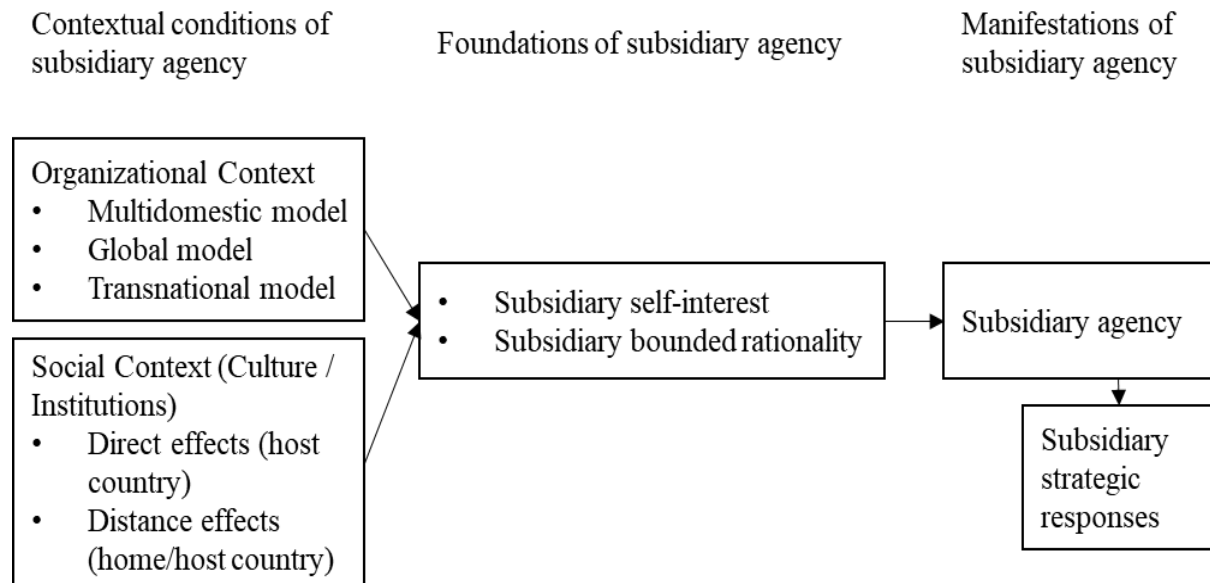 Contextual conditions of
subsidiary agency
Foundations of subsidiary agency
Manifestations of
subsidiary agency
Organizational Context
• Multidomestic model
• Global model
• Transnational model
Social Context (Culture /
Institutions)
• Direct effects (host
country)
• Distance effects
(home/host country)
• Subsidiary self-interest
• Subsidiary bounded rationality
Subsidiary agency
Subsidiary
strategic
responses